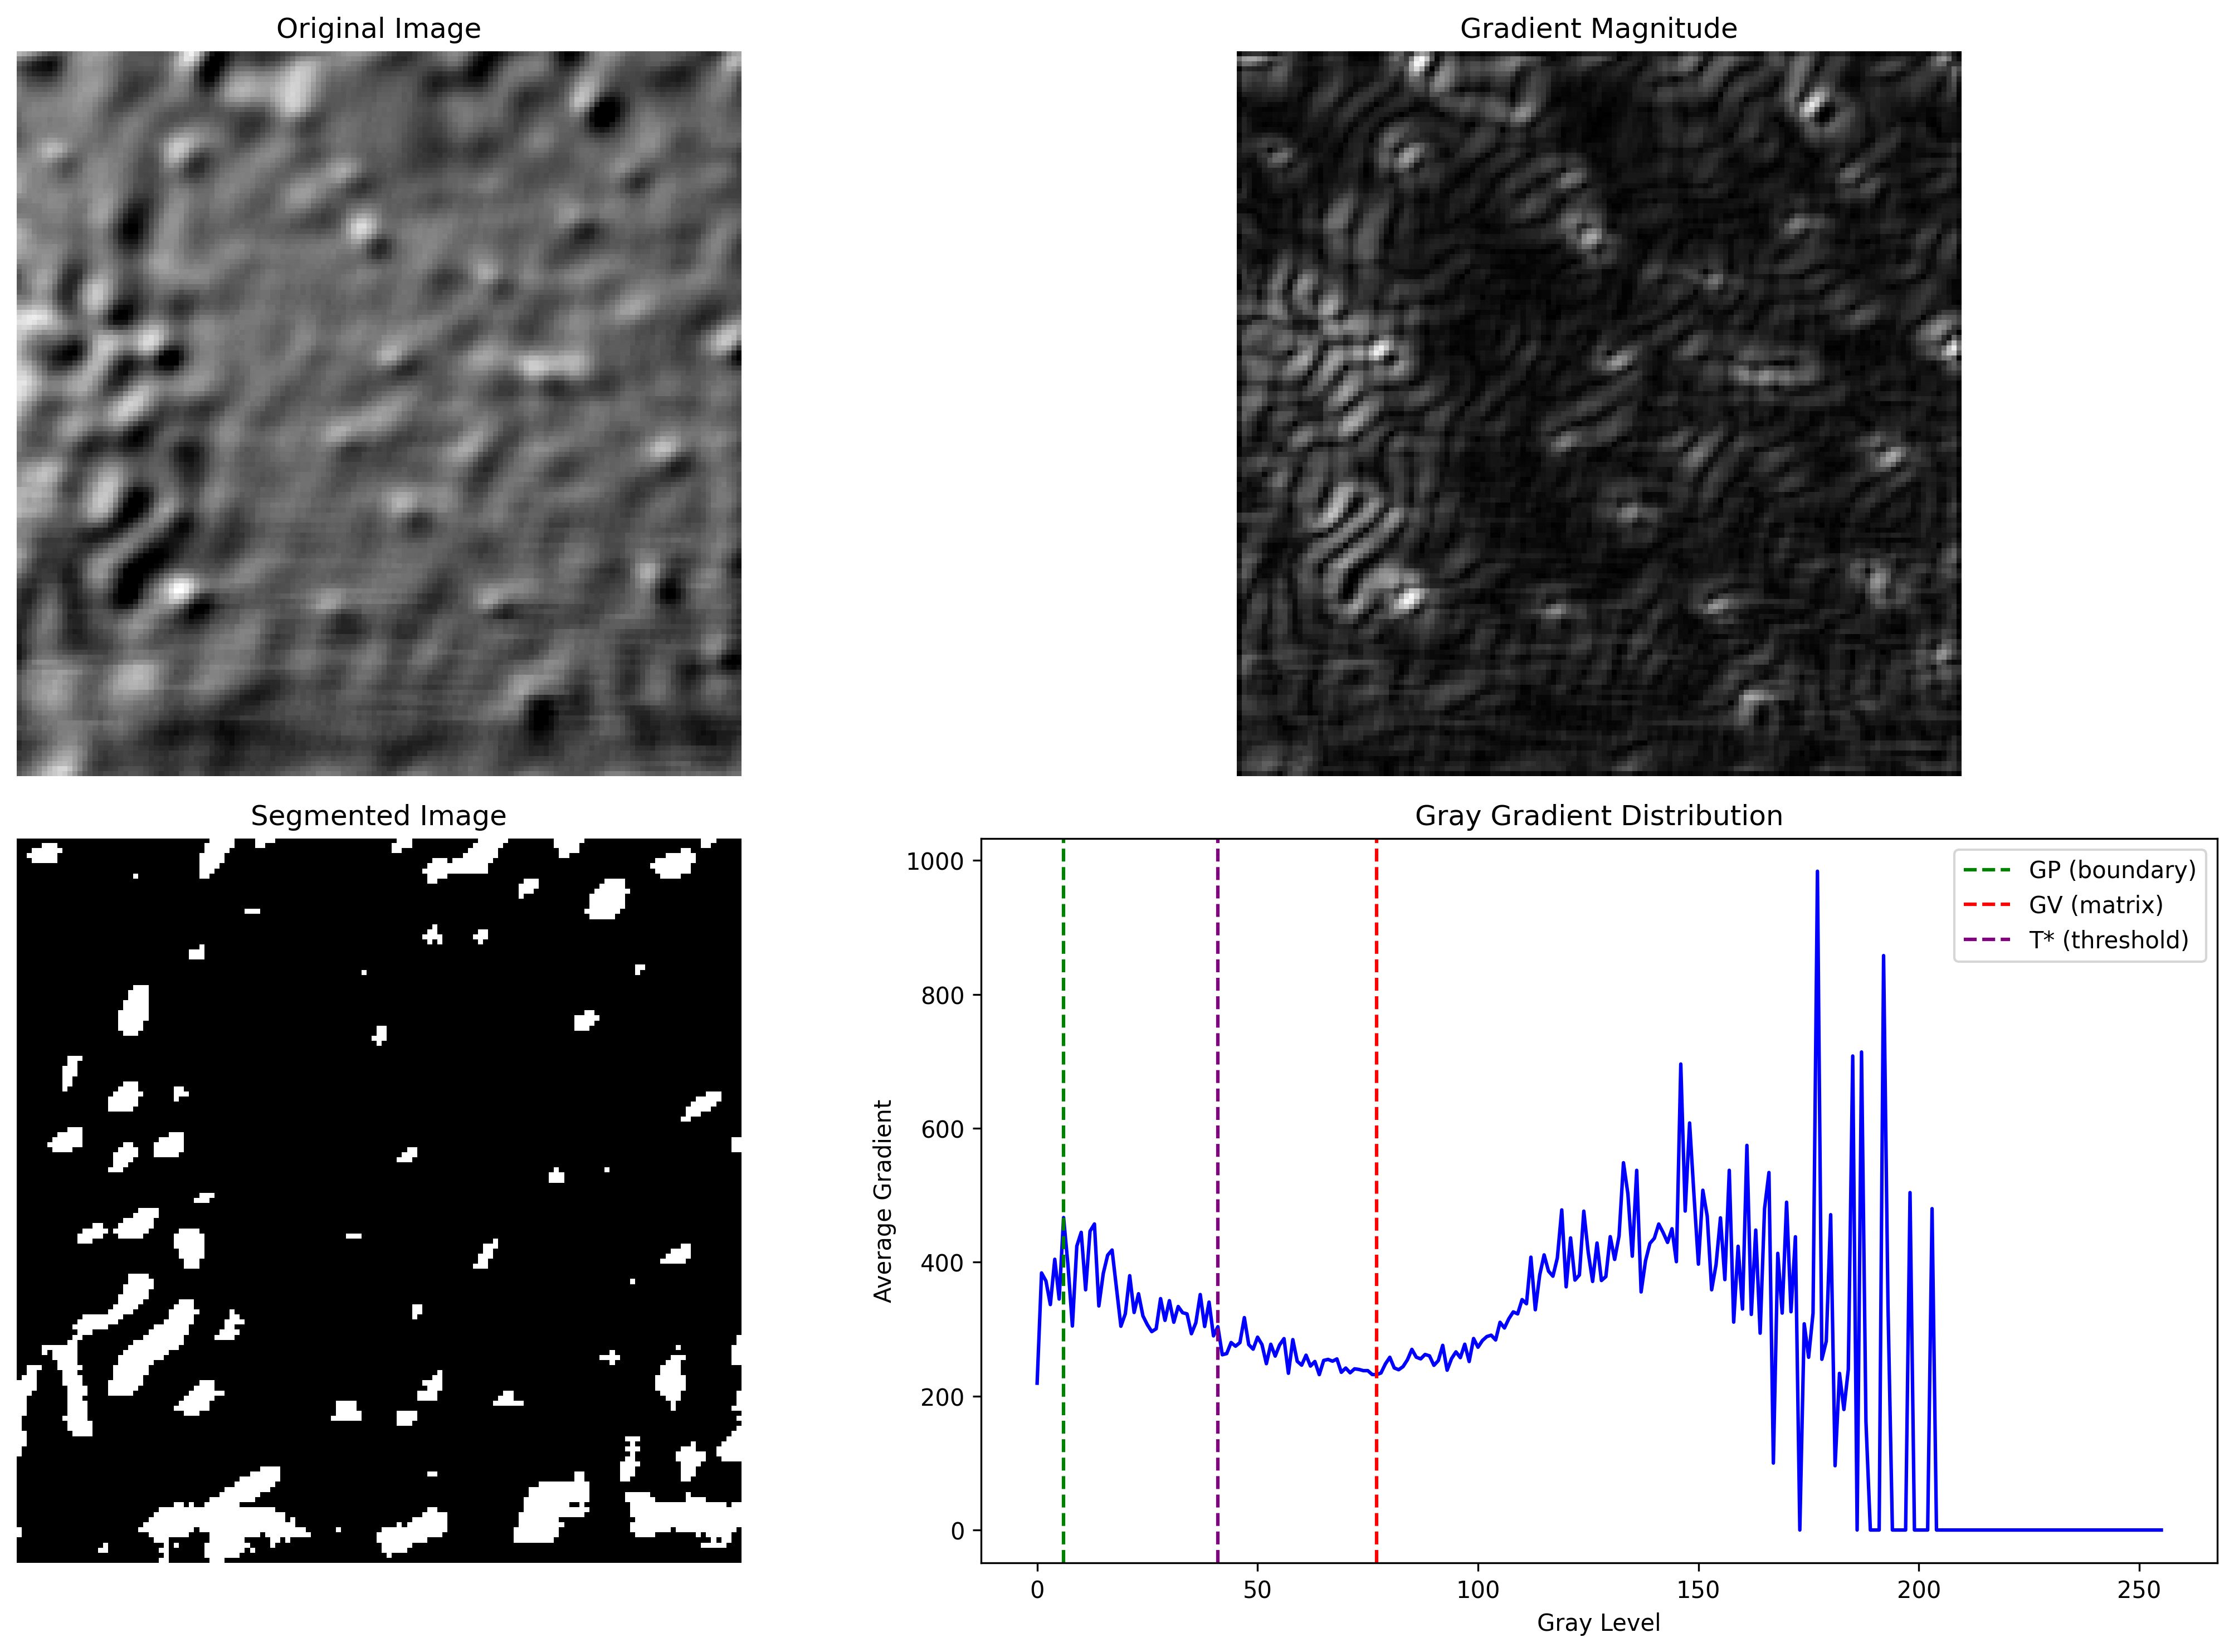 Original Image
Gradient Magnitude
Segmented Image
Gray Gradient Distribution
1000
800
600
400
200
0
Average Gradient
GP (boundary)
GV (matrix)
T* (threshold)
0 50 100 150 200 250
Gray Level